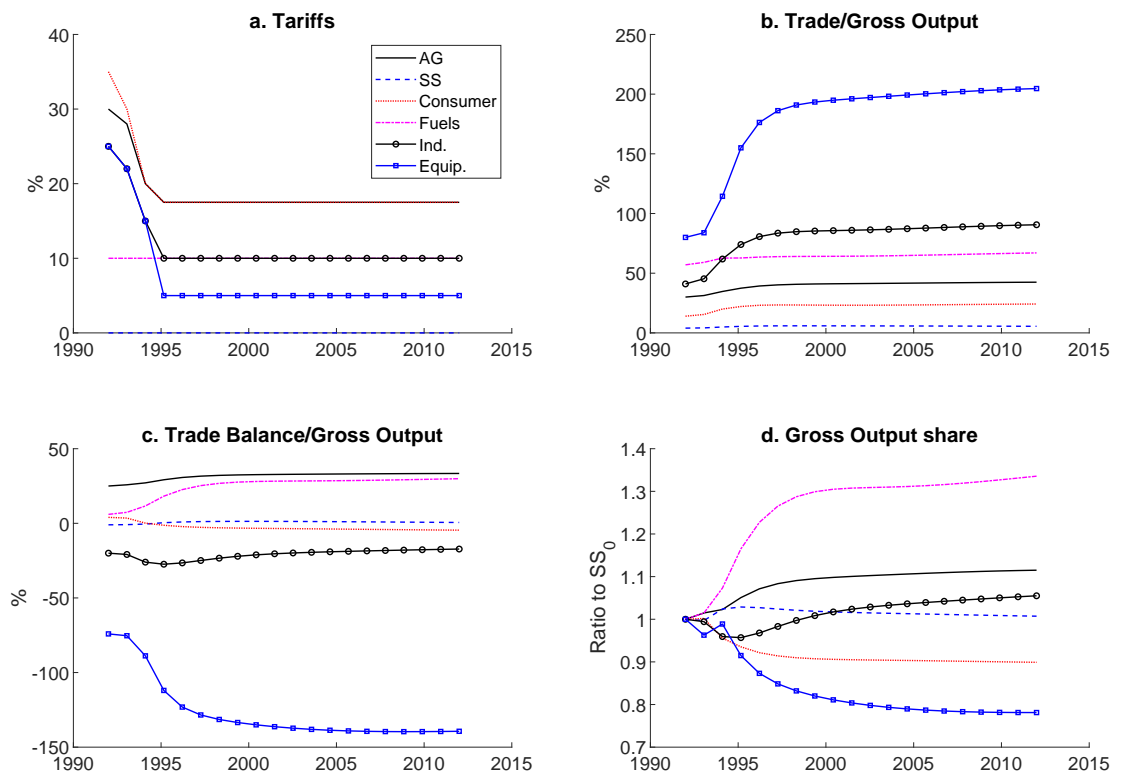 a. Tariffs
40
30
20
10
0
%
1990 1995 2000 2005 2010 2015
AG
SS
Consumer
Fuels
Ind.
Equip.
b. Trade/Gross Output
250
200
150
100
50
0
%
1990 1995 2000 2005 2010 2015
c. Trade Balance/Gross Output
50
0
-50
-100
-150
%
1990 1995 2000 2005 2010 2015
d. Gross Output share
1.4
1.3
1.2
1.1
1
0.9
0.8
0.7
Ratio to SS₀
1990 1995 2000 2005 2010 2015